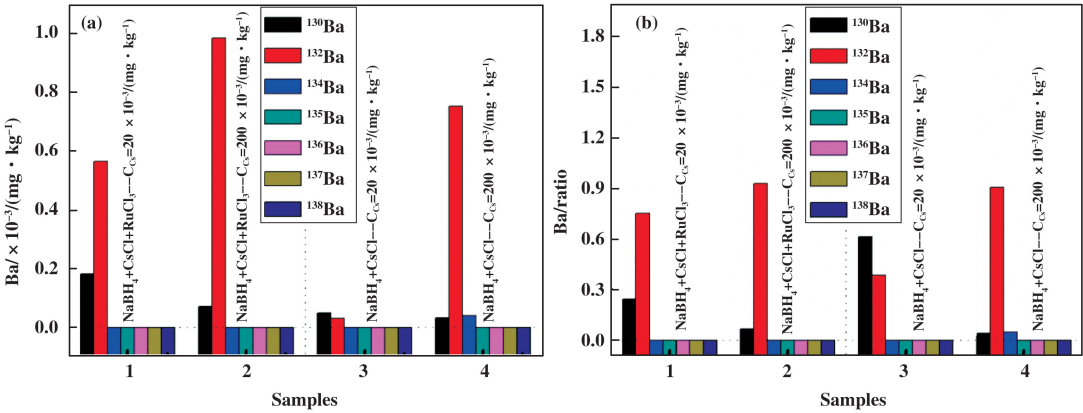 (a)
Ba/ × 10⁻³/(mg · kg⁻¹)
1.0
0.8
0.6
0.4
0.2
0.0
¹³⁰Ba
¹³²Ba
¹³⁴Ba
¹³⁵Ba
¹³⁶Ba
¹³⁷Ba
¹³⁸Ba
NaBH₄+CsCl+RuCl₃---C_Cs=20 × 10⁻³/(mg · kg⁻¹)
NaBH₄+CsCl+RuCl₃---C_Cs=200 × 10⁻³/(mg · kg⁻¹)
NaBH₄+CsCl---C_Cs=20 × 10⁻³/(mg · kg⁻¹)
NaBH₄+CsCl---C_Cs=200 × 10⁻³/(mg · kg⁻¹)
1 2 3 4
Samples
(b)
Ba/ratio
1.8
1.5
1.2
0.9
0.6
0.3
0.0
¹³⁰Ba
¹³²Ba
¹³⁴Ba
¹³⁵Ba
¹³⁶Ba
¹³⁷Ba
¹³⁸Ba
NaBH₄+CsCl+RuCl₃---C_Cs=20 × 10⁻³/(mg · kg⁻¹)
NaBH₄+CsCl+RuCl₃---C_Cs=200 × 10⁻³/(mg · kg⁻¹)
NaBH₄+CsCl---C_Cs=20 × 10⁻³/(mg · kg⁻¹)
NaBH₄+CsCl---C_Cs=200 × 10⁻³/(mg · kg⁻¹)
1 2 3 4
Samples